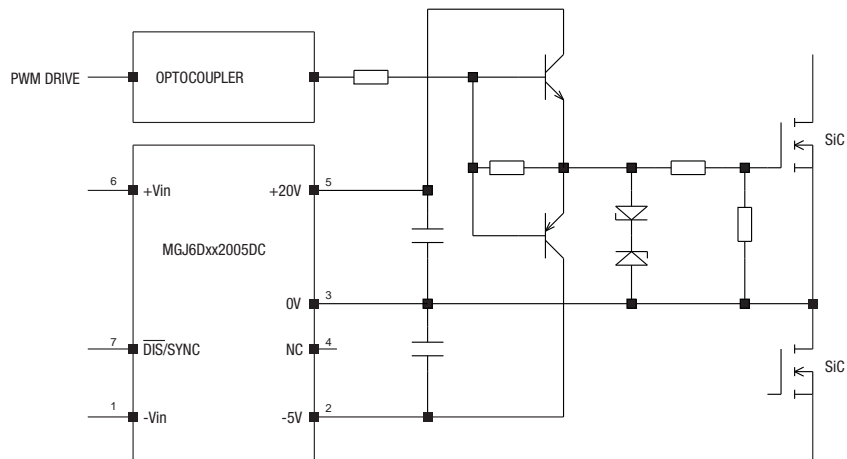 PWM DRIVE
OPTOCOUPLER
SiC
6
+Vin
+20V
5
MGJ6Dxx2005DC
0V
3
7
DIS/SYNC
NC
4
SiC
1
-Vin
-5V
2